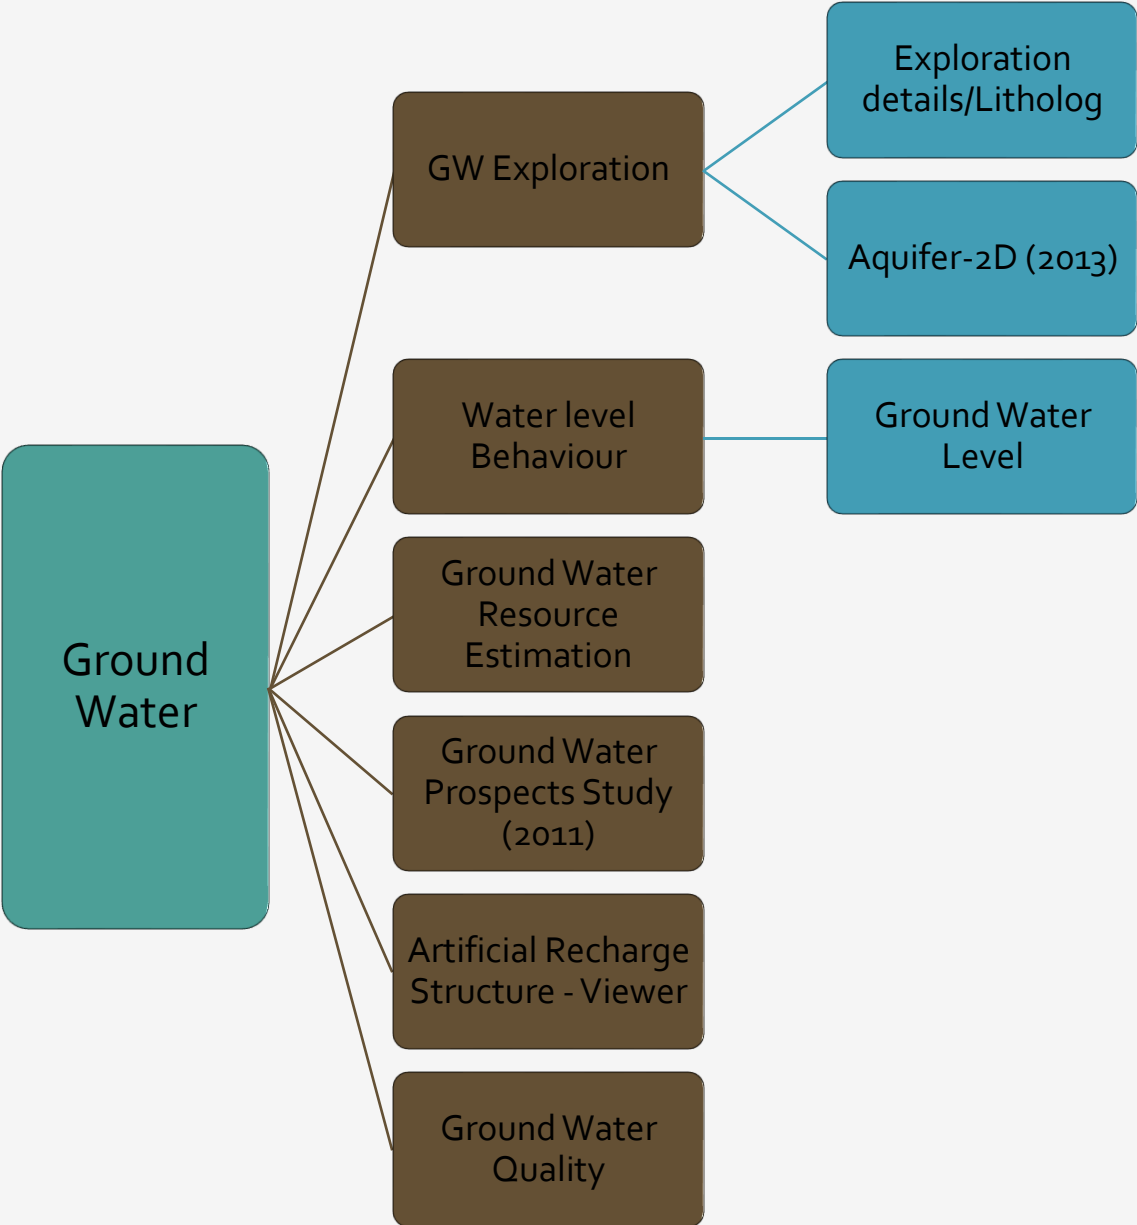 Ground
Water
GW Exploration
Exploration
details/Litholog
Aquifer-2D (2013)
Water level
Behaviour
Ground Water
Level
Ground Water
Resource
Estimation
Ground Water
Prospects Study
(2011)
Artificial Recharge
Structure - Viewer
Ground Water
Quality